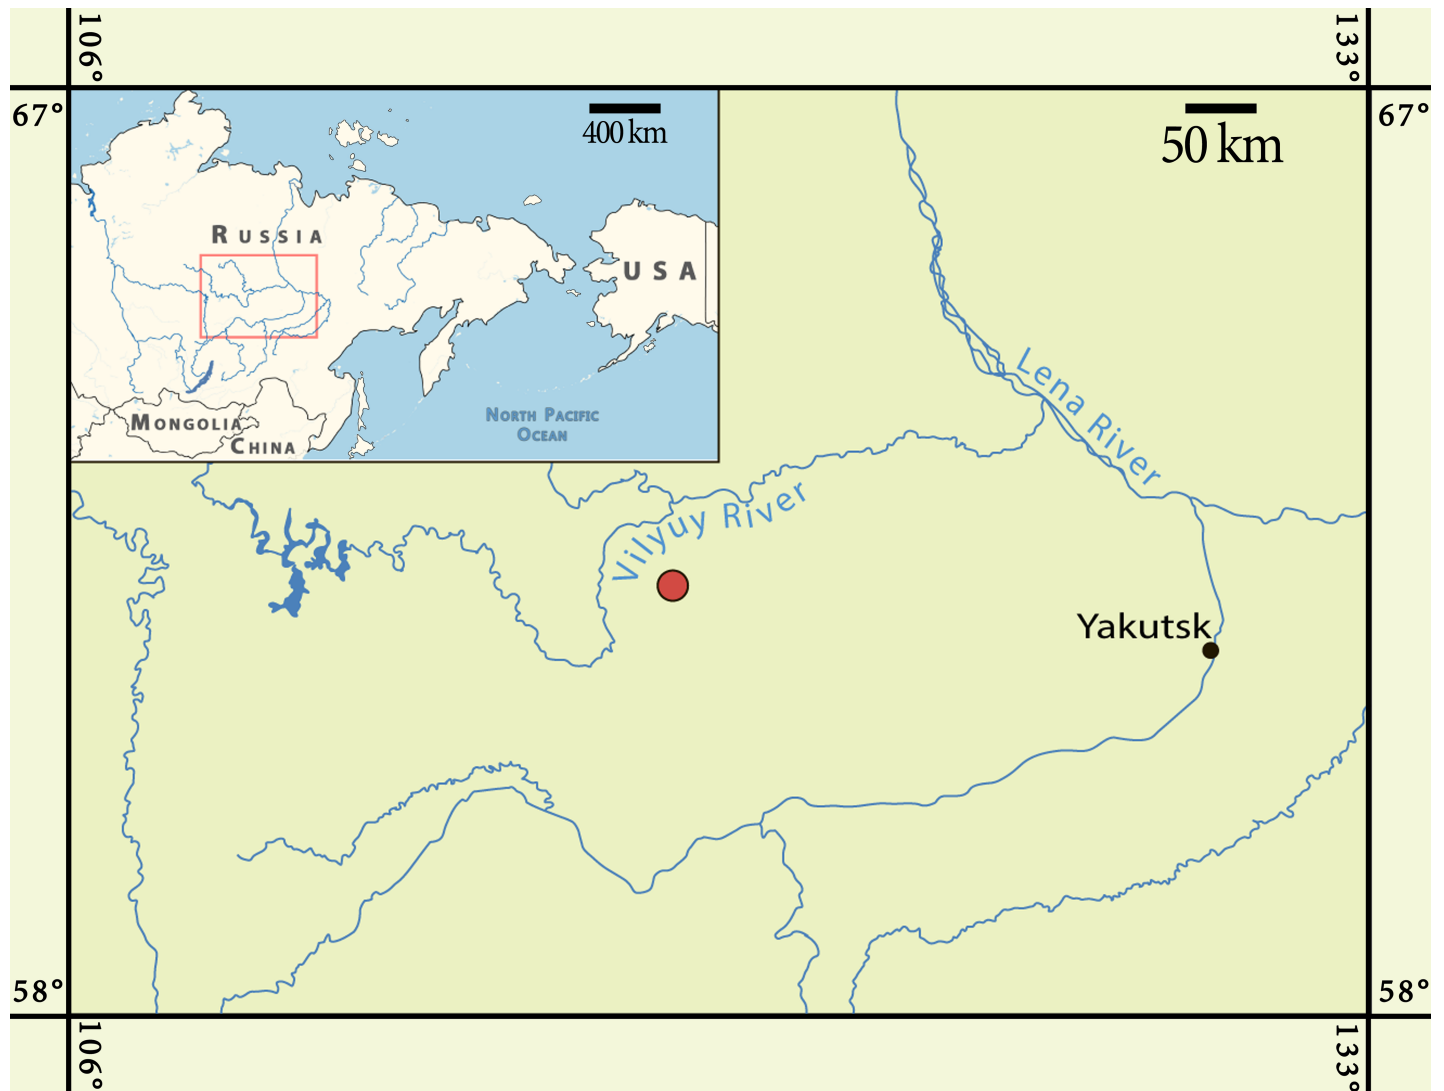 106°
133°
67°
67°
400 km
50 km
RUSSIA
USA
Lena River
NORTH PACIFIC
OCEAN
MONGOLIA
CHINA
Vilyuy River
Yakutsk
58°
58°
106°
133°